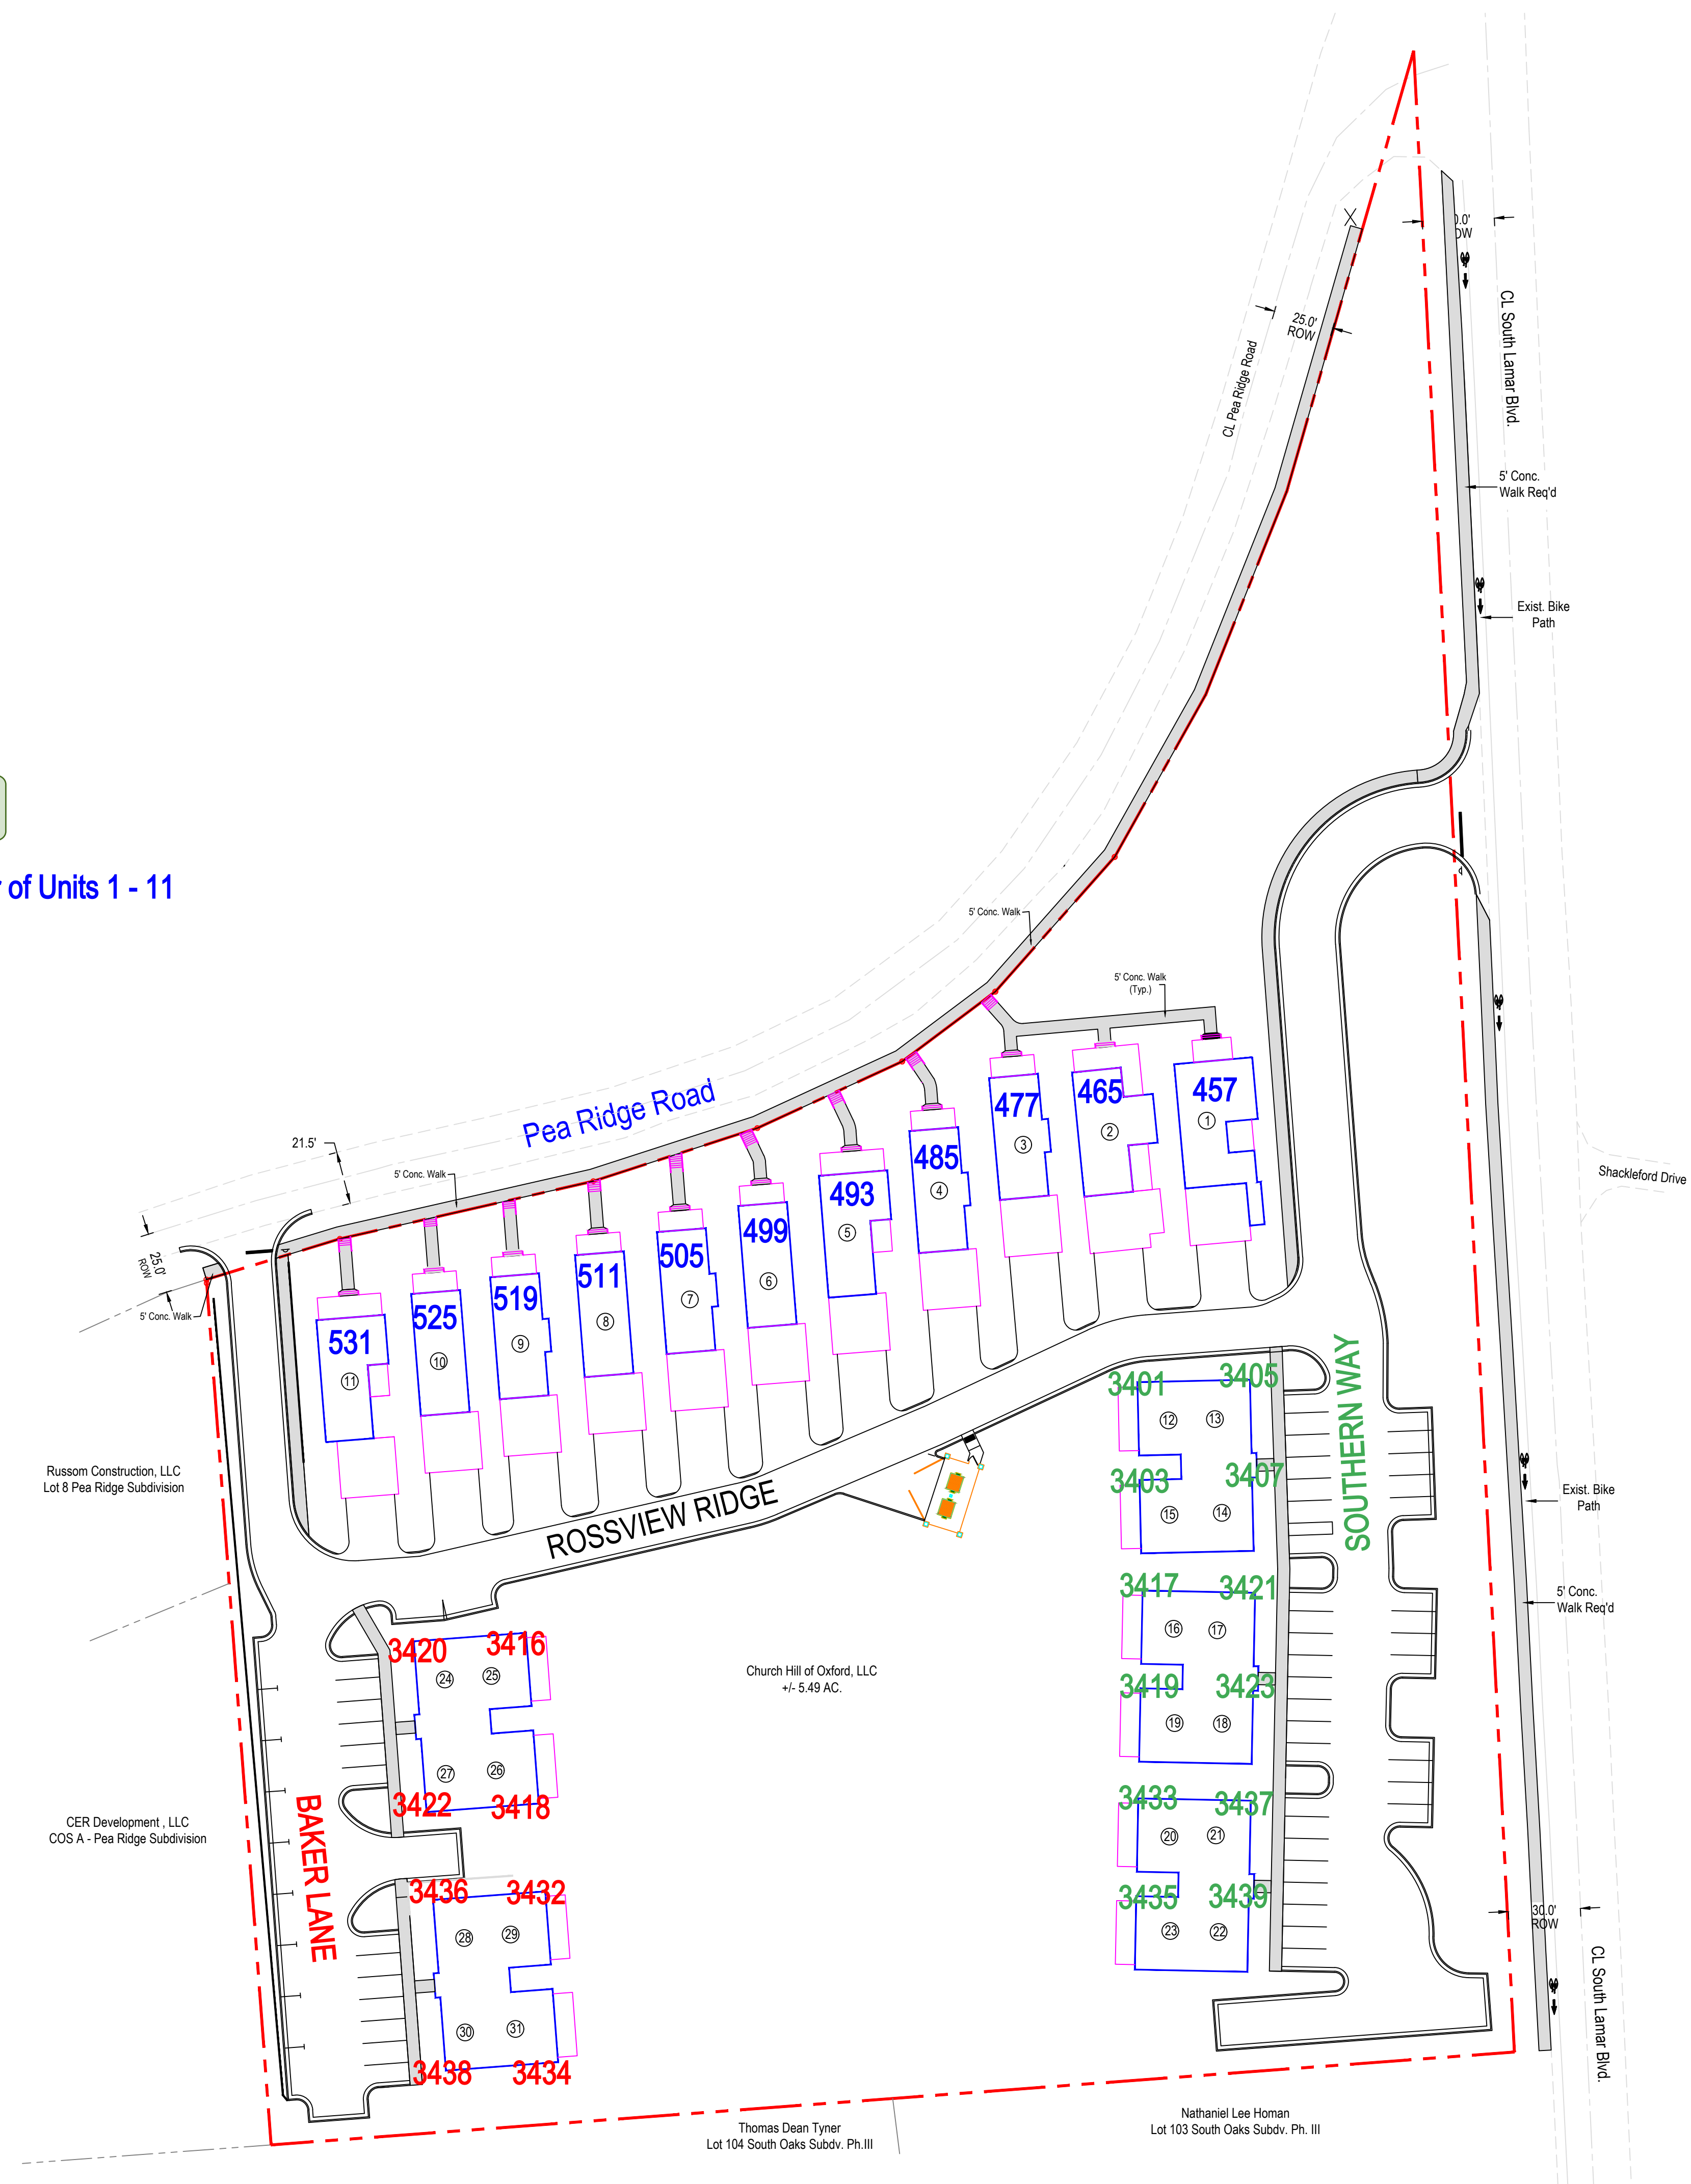 0.0'
OW
CL South Lamar Blvd.
25.0'
ROW
CL Pea Ridge Road
5' Conc.
Walk Req'd
Exist. Bike
Path
of Units 1 - 11
5' Conc. Walk
5' Conc. Walk
(Typ.)
Pea Ridge Road
21.5'
5' Conc. Walk
25.0'
ROW
5' Conc. Walk
457
1
465
2
477
3
485
4
493
5
499
6
505
7
511
8
519
9
525
10
531
11
Shackleford Drive
ROSSVIEW RIDGE
SOUTHERN WAY
3401
3405
12
13
3403
3407
15
14
3417
3421
16
17
3419
3423
19
18
3433
3437
20
21
3435
3439
23
22
Russom Construction, LLC
Lot 8 Pea Ridge Subdivision
Exist. Bike
Path
5' Conc.
Walk Req'd
Church Hill of Oxford, LLC
+/- 5.49 AC.
3420
3416
24
25
27
26
3422
3418
CER Development , LLC
COS A - Pea Ridge Subdivision
BAKER LANE
3436
3432
28
29
30
31
3438
3434
30.0'
ROW
CL South Lamar Blvd.
Thomas Dean Tyner
Lot 104 South Oaks Subdv. Ph.III
Nathaniel Lee Homan
Lot 103 South Oaks Subdv. Ph. III